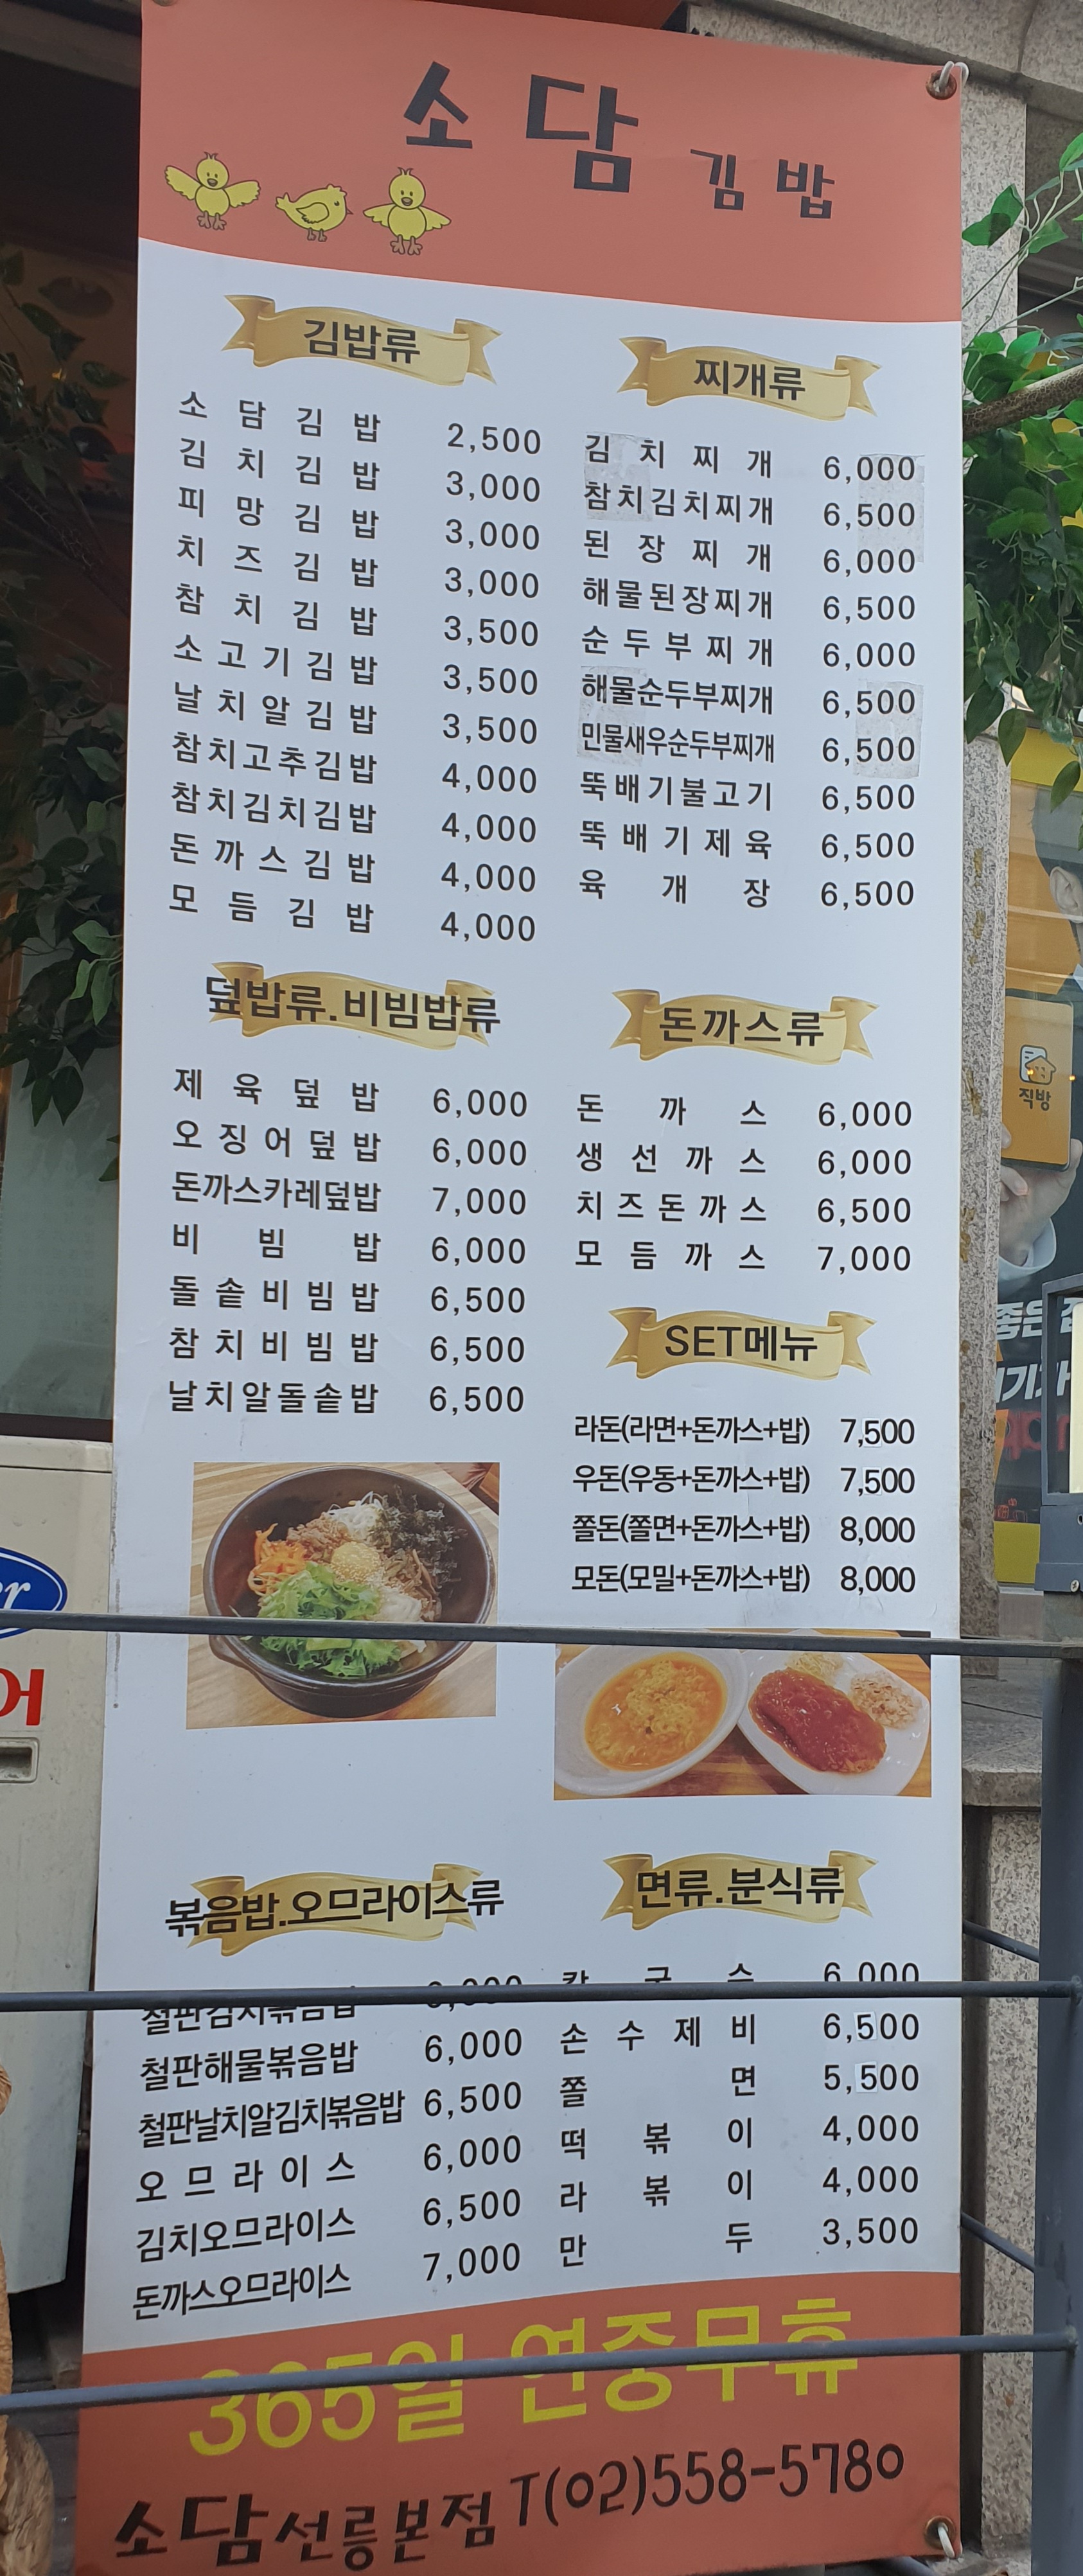 소담 김밥
김밥류
소담김밥 2,500
김치김밥 3,000
피망김밥 3,000
치즈김밥 3,000
참치김밥 3,500
소고기김밥 3,500
날치알김밥 3,500
참치고추김밥 4,000
참치김치김밥 4,000
돈까스김밥 4,000
모듬김밥 4,000
찌개류
김치찌개 6,000
참치김치찌개 6,500
된장찌개 6,000
해물된장찌개 6,500
순두부찌개 6,000
해물순두부찌개 6,500
민물새우순두부찌개 6,500
뚝배기불고기 6,500
뚝배기제육 6,500
육개장 6,500
덮밥류.비빔밥류
제육덮밥 6,000
오징어덮밥 6,000
돈까스카레덮밥 7,000
비빔밥 6,000
돌솥비빔밥 6,500
참치비빔밥 6,500
날치알돌솥밥 6,500
돈까스류
돈까스 6,000
생선까스 6,000
치즈돈까스 6,500
모듬까스 7,000
SET메뉴
라돈(라면+돈까스+밥) 7,500
우돈(우동+돈까스+밥) 7,500
쫄돈(쫄면+돈까스+밥) 8,000
모돈(모밀+돈까스+밥) 8,000
볶음밥.오므라이스류
철판김치볶음밥
철판해물볶음밥 6,000
철판날치알김치볶음밥 6,500
오므라이스 6,000
김치오므라이스 6,500
돈까스오므라이스 7,000
면류.분식류
칼국수 6,000
손수제비 6,500
쫄면 5,500
떡볶이 4,000
라볶이 4,000
만두 3,500
365일 연중무휴
소담선릉본점 T(02)558-5780
직방
좋은
어